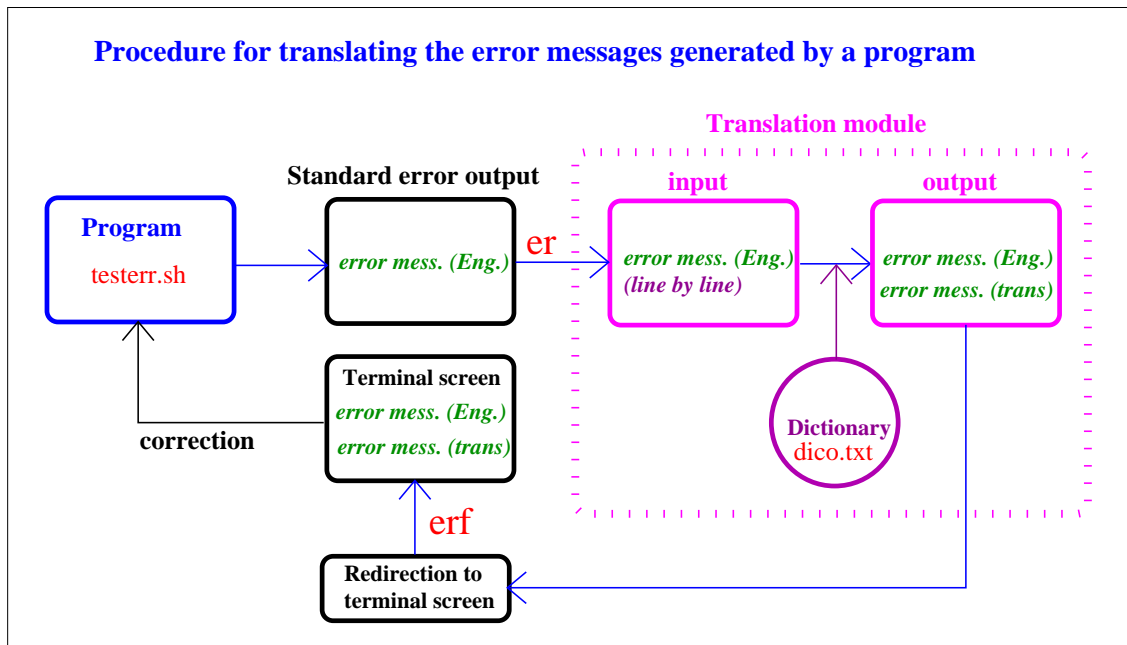 Procedure for translating the error messages generated by a program
Translation module
Standard error output
input
output
Program
testerr.sh
error mess. (Eng.)
er
error mess. (Eng.)
(line by line)
error mess. (Eng.)
error mess. (trans)
Terminal screen
error mess. (Eng.)
error mess. (trans)
correction
Dictionary
dico.txt
erf
Redirection to
terminal screen